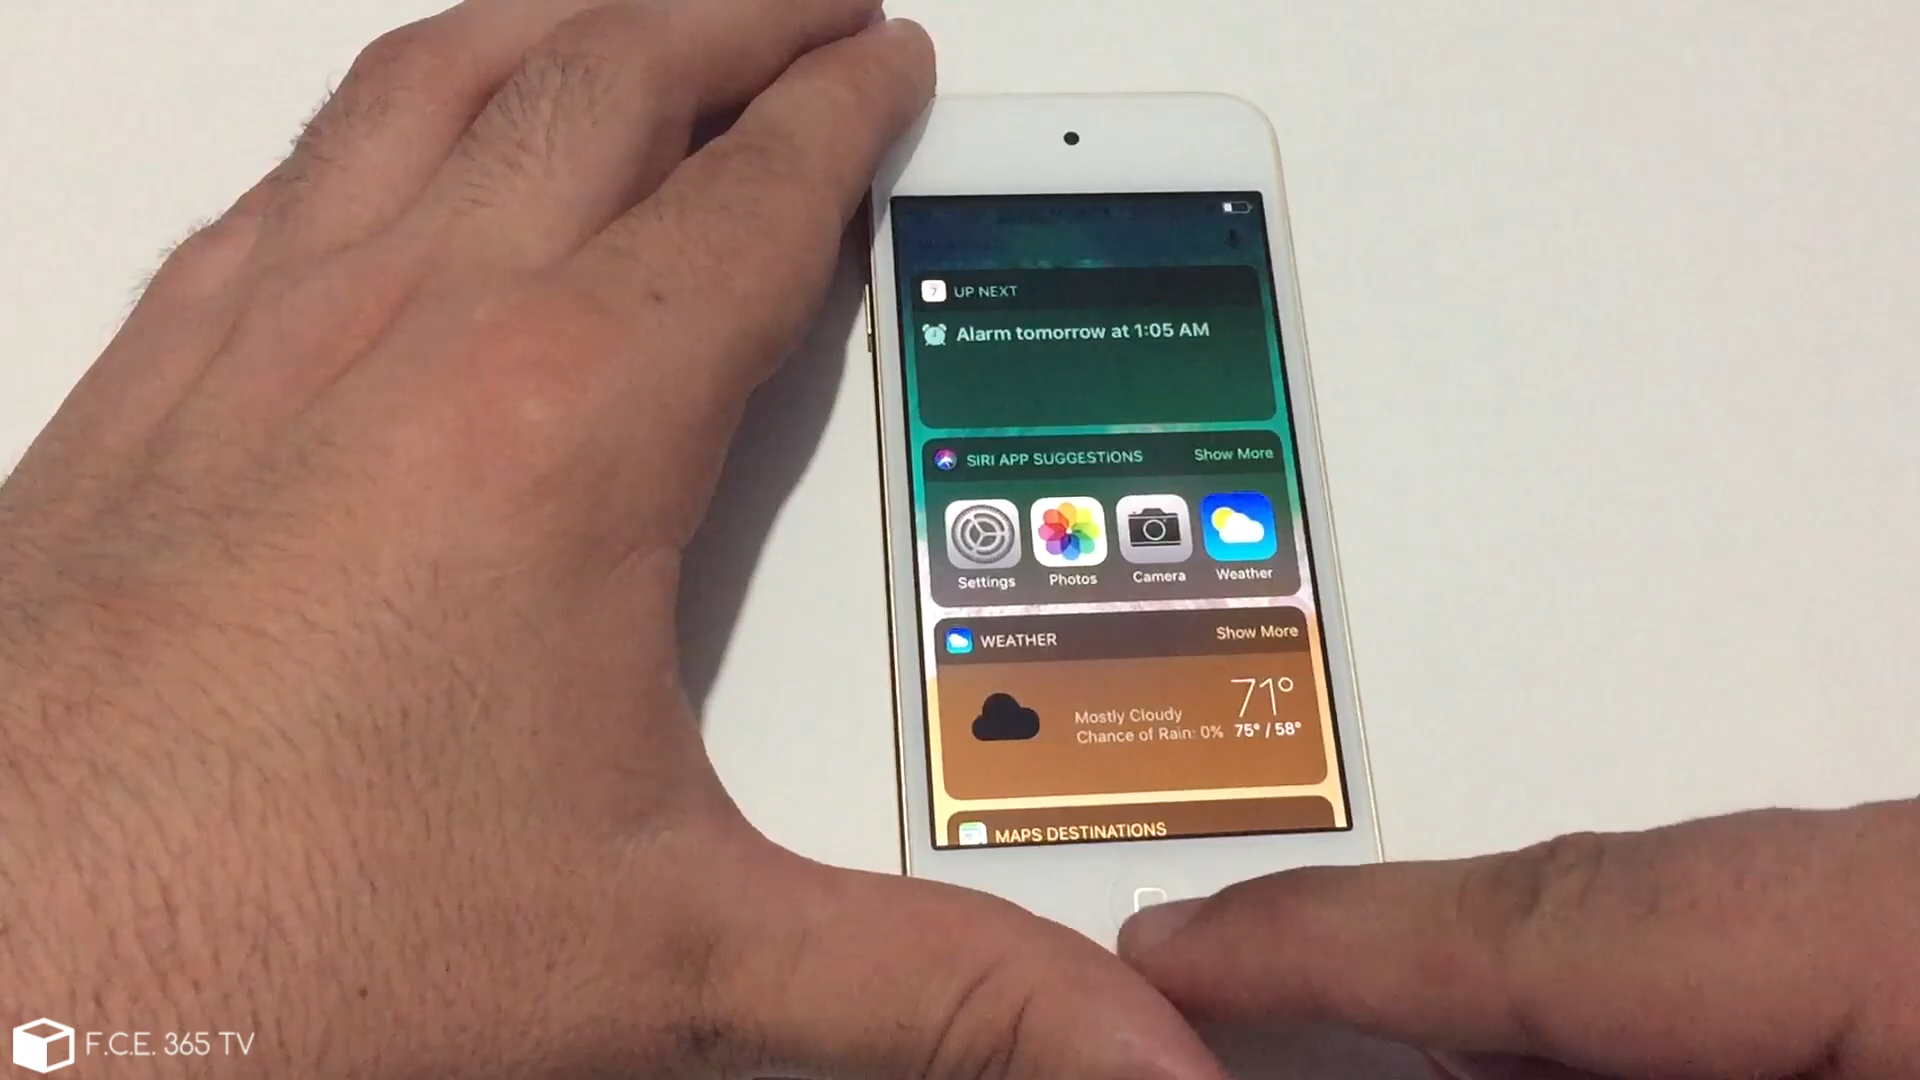 7 UP NEXT
Alarm tomorrow at 1:05 AM
SIRI APP SUGGESTIONS Show More
Settings Photos Camera Weather
WEATHER Show More
71°
Mostly Cloudy
Chance of Rain: 0% 75° / 58°
MAPS DESTINATIONS
F.C.E. 365 TV